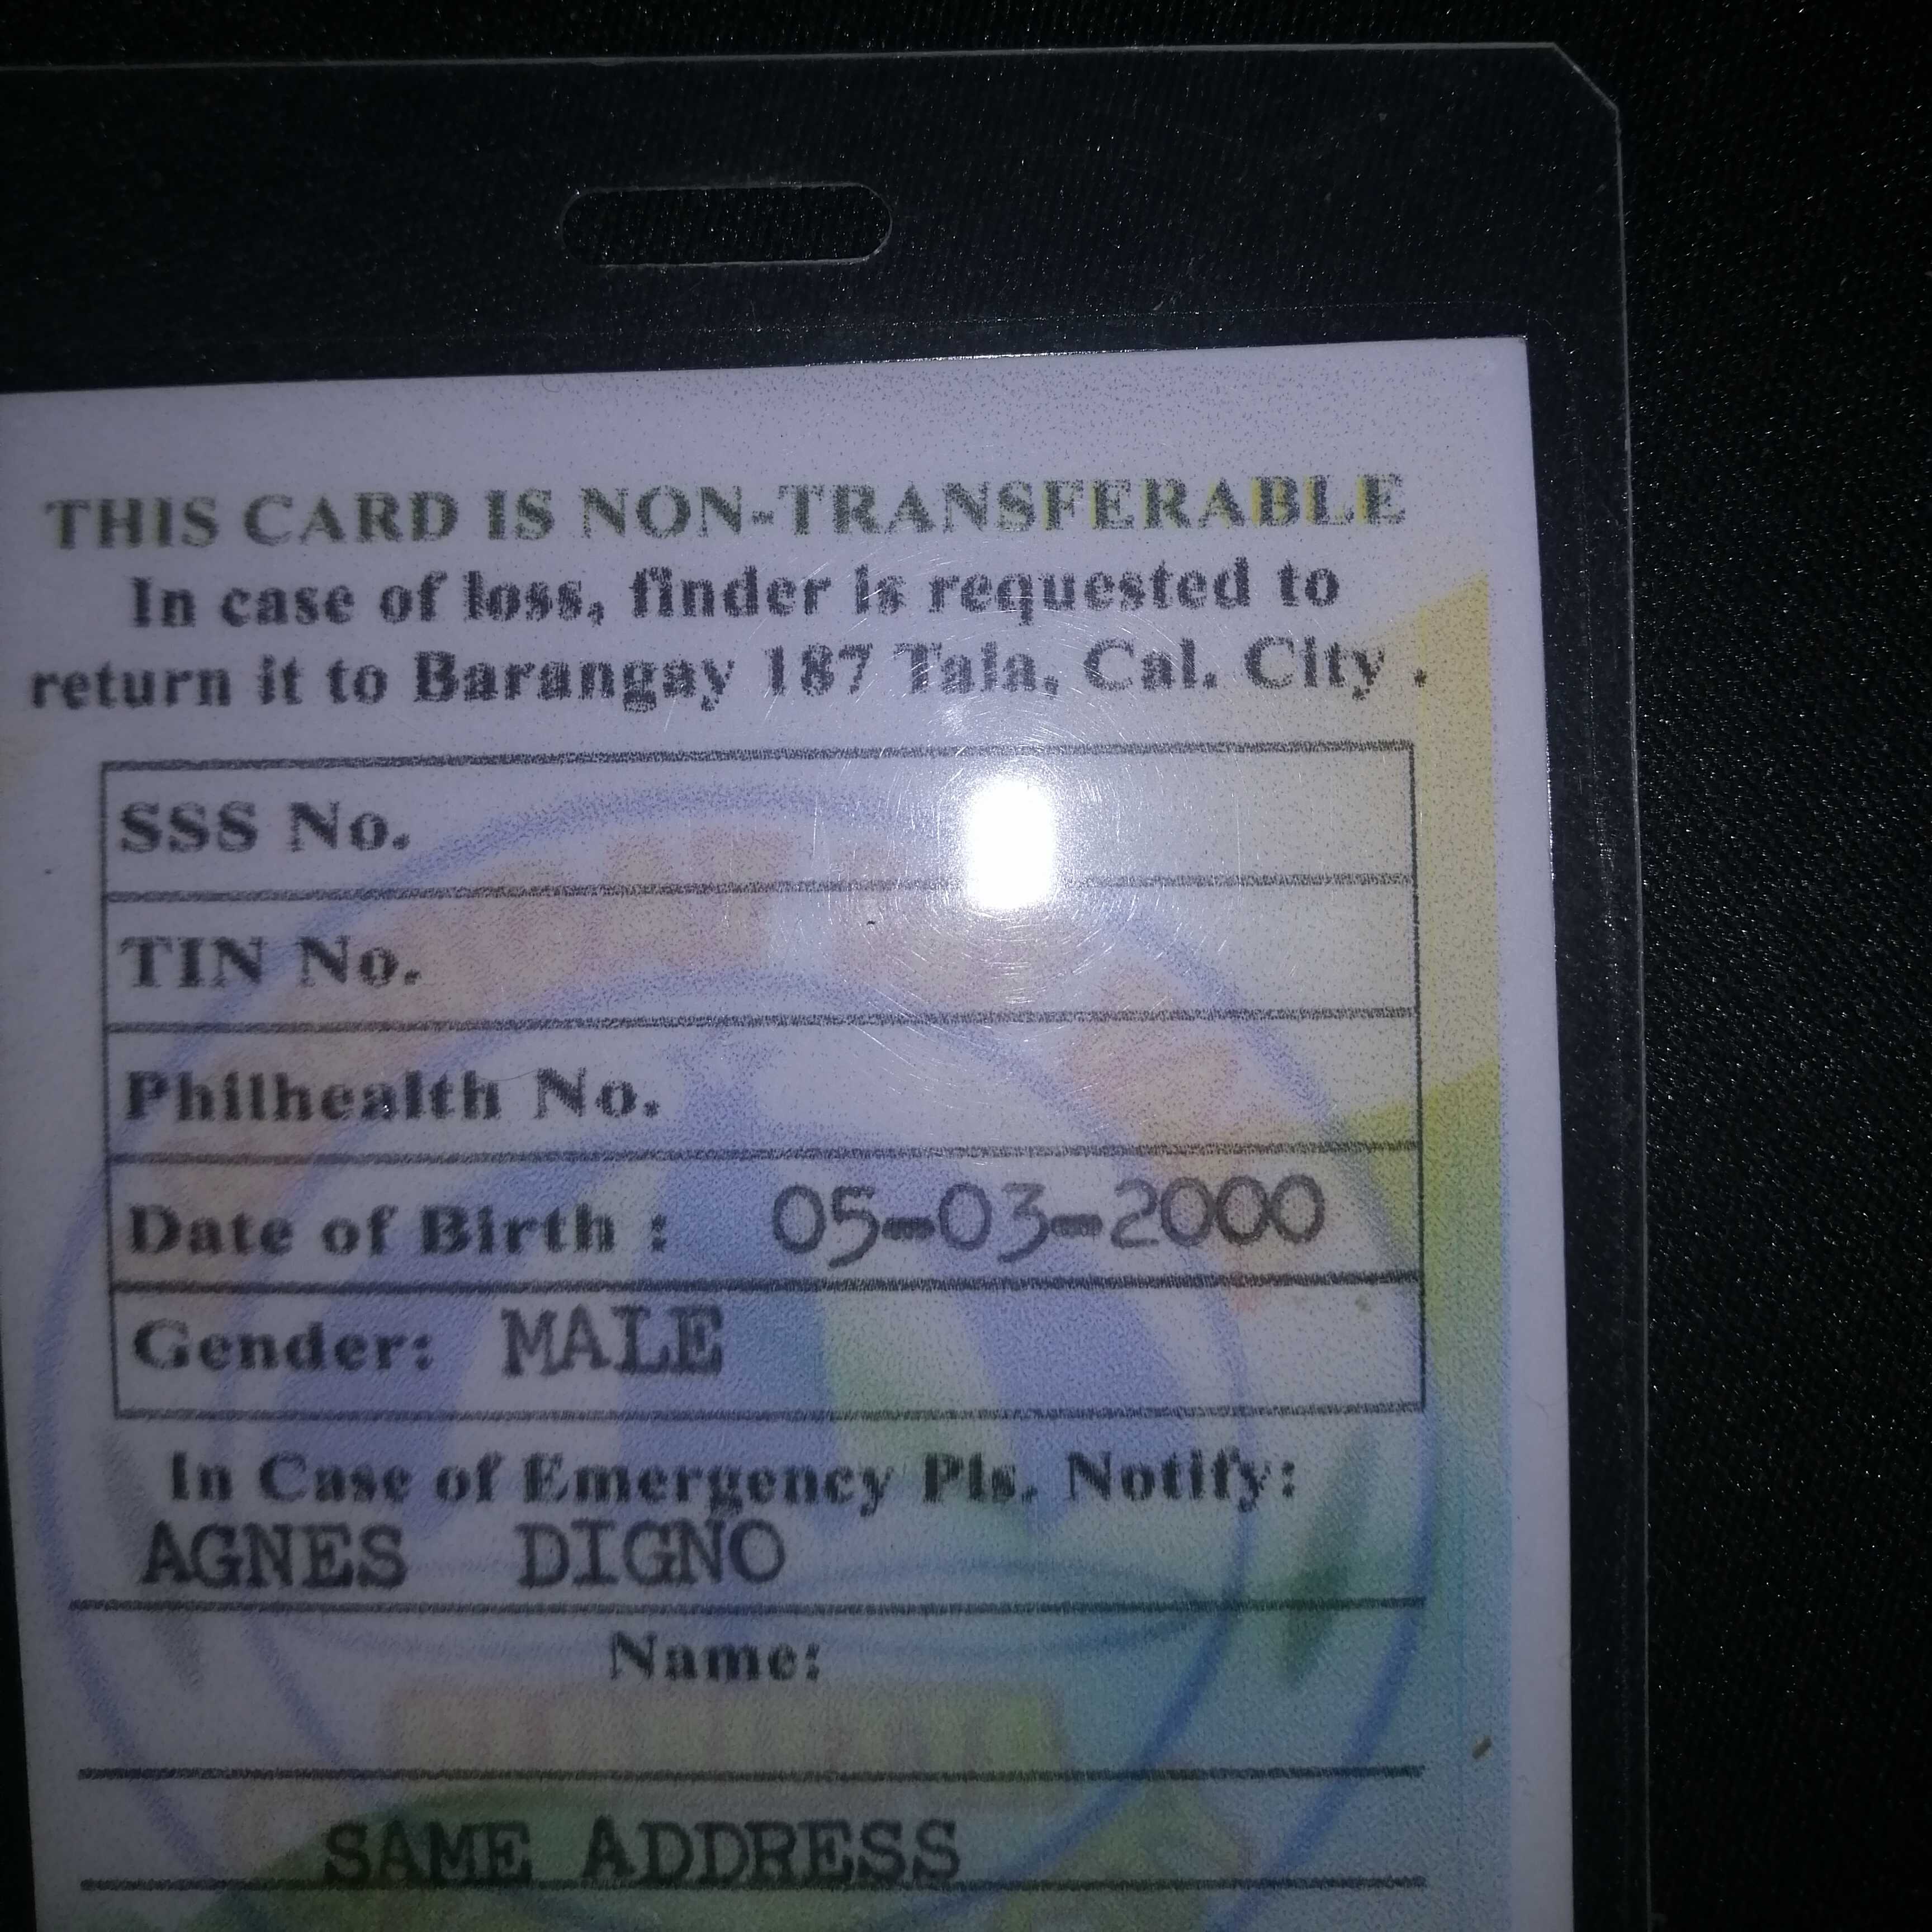 THIS CARD IS NON-TRANSFERABLE
In case of loss, finder is requested to
return it to Barangay 187 Tala, Cal. City .
SSS No.
TIN No.
Philhealth No.
Date of Birth : 05-03-2000
Gender: MALE
In Case of Emergency Pls. Notify:
AGNES DIGNO
Name:
SAME ADDRESS